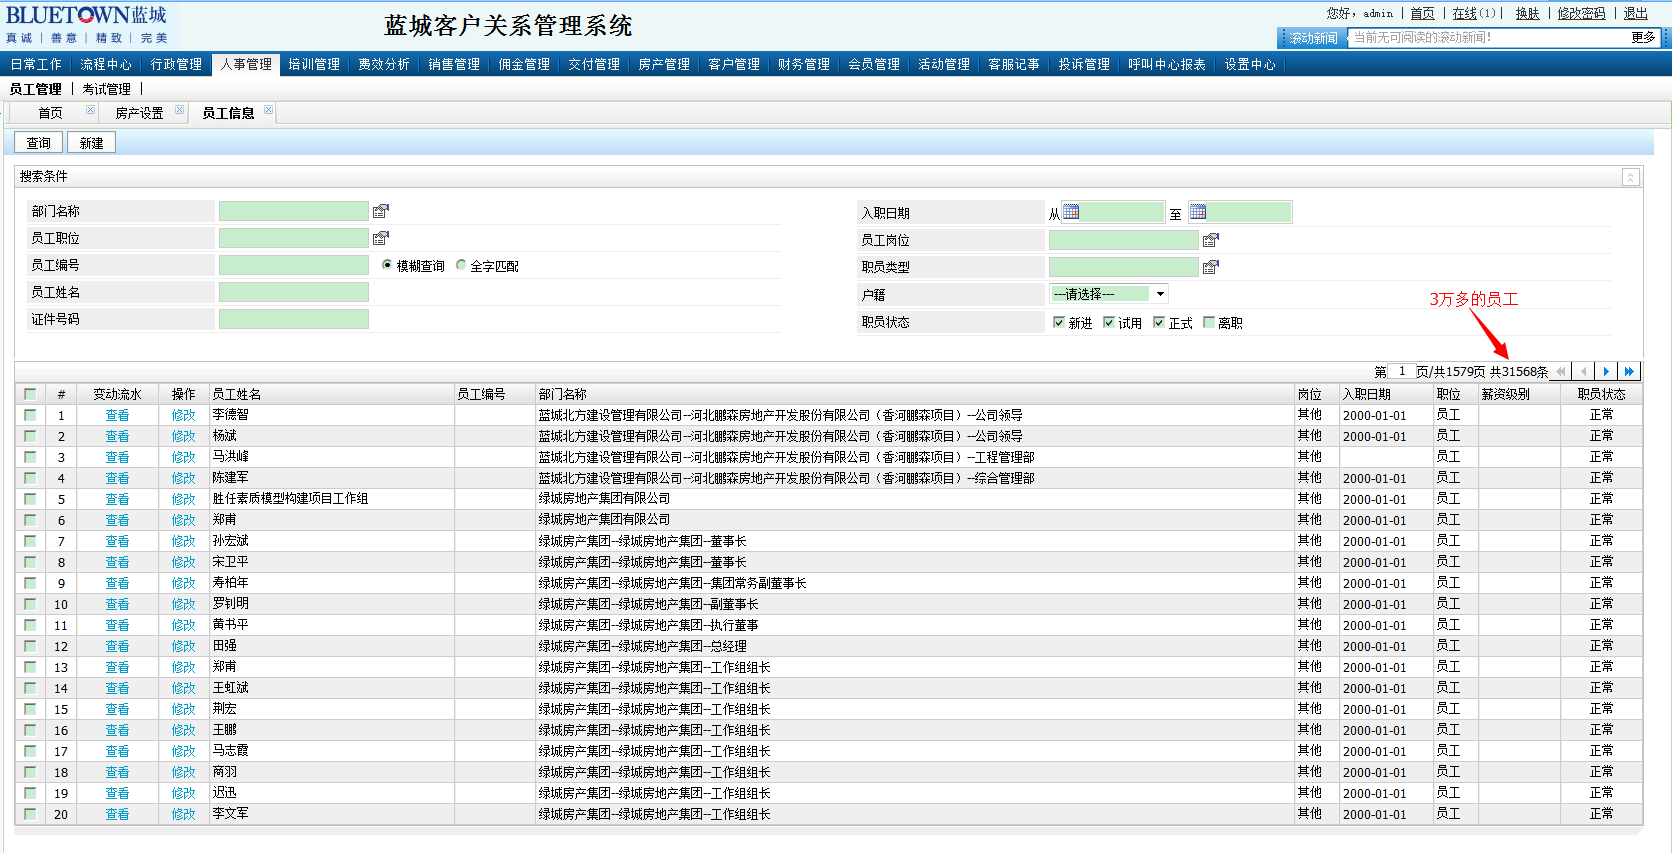 BLUETOWN蓝城
真诚 | 善意 | 精致 | 完美
蓝城客户关系管理系统
您好，admin | 首页 | 在线(1) | 换肤 | 修改密码 | 退出
滚动新闻 当前无可阅读的滚动新闻! 更多
日常工作 流程中心 行政管理 人事管理 培训管理 费效分析 销售管理 佣金管理 交付管理 房产管理 客户管理 财务管理 会员管理 活动管理 客服记事 投诉管理 呼叫中心报表 设置中心
员工管理 | 考试管理 |
首页 房产设置 员工信息
查询 新建
搜索条件
部门名称 入职日期 从 至
员工职位 员工岗位
员工编号 模糊查询 全字匹配 职员类型
员工姓名 户籍 ---请选择---
证件号码 职员状态 新进 试用 正式 离职
3万多的员工
第 1 页/共1579页 共31568条
# 变动流水 操作 员工姓名 员工编号 部门名称 岗位 入职日期 职位 薪资级别 职员状态
1 查看 修改 李德智 蓝城北方建设管理有限公司--河北鹏森房地产开发股份有限公司（香河鹏森项目）--公司领导 其他 2000-01-01 员工 正常
2 查看 修改 杨斌 蓝城北方建设管理有限公司--河北鹏森房地产开发股份有限公司（香河鹏森项目）--公司领导 其他 2000-01-01 员工 正常
3 查看 修改 马洪峰 蓝城北方建设管理有限公司--河北鹏森房地产开发股份有限公司（香河鹏森项目）--工程管理部 其他 员工 正常
4 查看 修改 陈建军 蓝城北方建设管理有限公司--河北鹏森房地产开发股份有限公司（香河鹏森项目）--综合管理部 其他 2000-01-01 员工 正常
5 查看 修改 胜任素质模型构建项目工作组 绿城房地产集团有限公司 其他 2000-01-01 员工 正常
6 查看 修改 郑甫 绿城房地产集团有限公司 其他 2000-01-01 员工 正常
7 查看 修改 孙宏斌 绿城房产集团--绿城房地产集团--董事长 其他 2000-01-01 员工 正常
8 查看 修改 宋卫平 绿城房产集团--绿城房地产集团--董事长 其他 2000-01-01 员工 正常
9 查看 修改 寿柏年 绿城房产集团--绿城房地产集团--集团常务副董事长 其他 2000-01-01 员工 正常
10 查看 修改 罗钊明 绿城房产集团--绿城房地产集团--副董事长 其他 2000-01-01 员工 正常
11 查看 修改 黄书平 绿城房产集团--绿城房地产集团--执行董事 其他 2000-01-01 员工 正常
12 查看 修改 田强 绿城房产集团--绿城房地产集团--总经理 其他 2000-01-01 员工 正常
13 查看 修改 郑甫 绿城房产集团--绿城房地产集团--工作组组长 其他 2000-01-01 员工 正常
14 查看 修改 王虹斌 绿城房产集团--绿城房地产集团--工作组组长 其他 2000-01-01 员工 正常
15 查看 修改 荆宏 绿城房产集团--绿城房地产集团--工作组组长 其他 2000-01-01 员工 正常
16 查看 修改 王鹏 绿城房产集团--绿城房地产集团--工作组组长 其他 2000-01-01 员工 正常
17 查看 修改 马志霞 绿城房产集团--绿城房地产集团--工作组组长 其他 2000-01-01 员工 正常
18 查看 修改 商羽 绿城房产集团--绿城房地产集团--工作组组长 其他 2000-01-01 员工 正常
19 查看 修改 迟迅 绿城房产集团--绿城房地产集团--工作组组长 其他 2000-01-01 员工 正常
20 查看 修改 李文军 绿城房产集团--绿城房地产集团--工作组组长 其他 2000-01-01 员工 正常